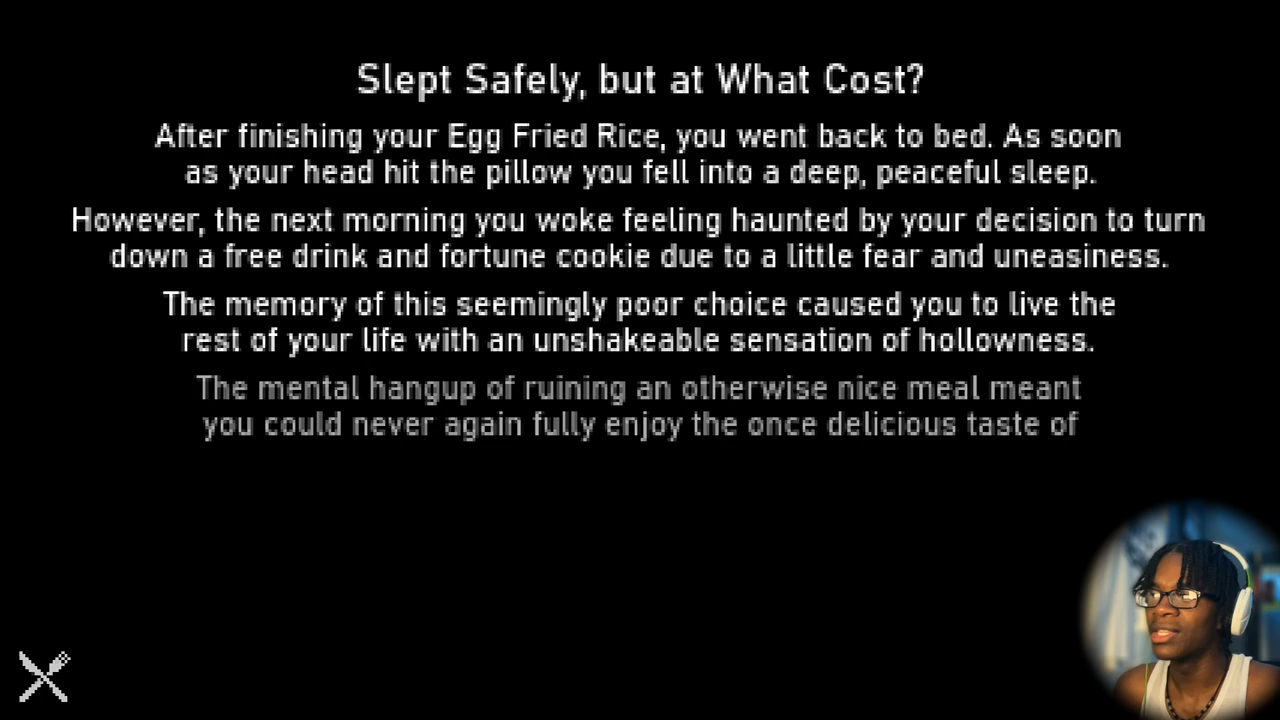 Slept Safely, but at What Cost?
After finishing your Egg Fried Rice, you went back to bed. As soon
as your head hit the pillow you fell into a deep, peaceful sleep.
However, the next morning you woke feeling haunted by your decision to turn
down a free drink and fortune cookie due to a little fear and uneasiness.
The memory of this seemingly poor choice caused you to live the
rest of your life with an unshakeable sensation of hollowness.
The mental hangup of ruining an otherwise nice meal meant
you could never again fully enjoy the once delicious taste of